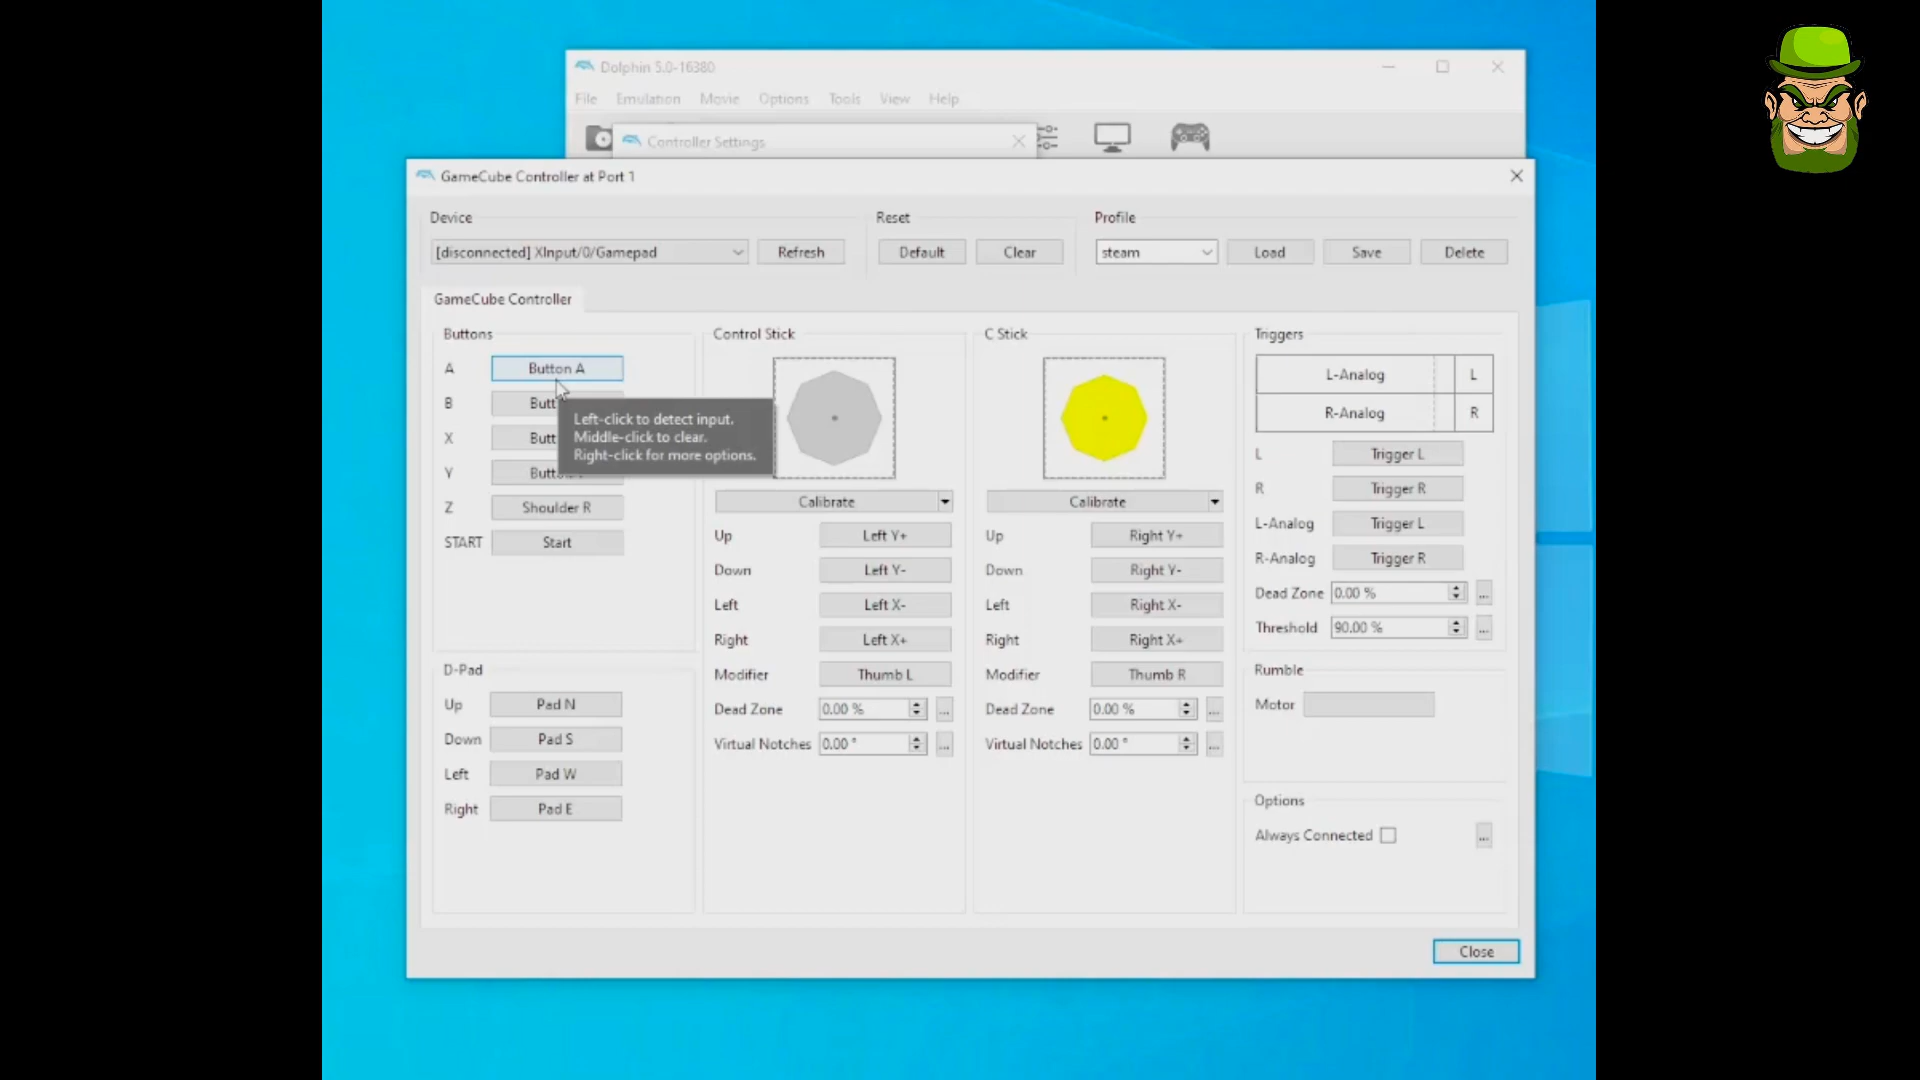 Dolphin 5.0-16380
File Emulation Movie Options Tools View Help
Controller Settings
GameCube Controller at Port 1
Device
[disconnected] XInput/0/Gamepad
Refresh
Reset
Default
Clear
Profile
steam
Load
Save
Delete
GameCube Controller
Buttons
A Button A
B
X
Y
Z Shoulder R
START Start
Left-click to detect input.
Middle-click to clear.
Right-click for more options.
D-Pad
Up Pad N
Down Pad S
Left Pad W
Right Pad E
Control Stick
Calibrate
Up Left Y+
Down Left Y-
Left Left X-
Right Left X+
Modifier Thumb L
Dead Zone 0.00 % ...
Virtual Notches 0.00 ° ...
C Stick
Calibrate
Up Right Y+
Down Right Y-
Left Right X-
Right Right X+
Modifier Thumb R
Dead Zone 0.00 % ...
Virtual Notches 0.00 ° ...
Triggers
L-Analog L
R-Analog R
L Trigger L
R Trigger R
L-Analog Trigger L
R-Analog Trigger R
Dead Zone 0.00 % ...
Threshold 90.00 % ...
Rumble
Motor
Options
Always Connected ...
Close